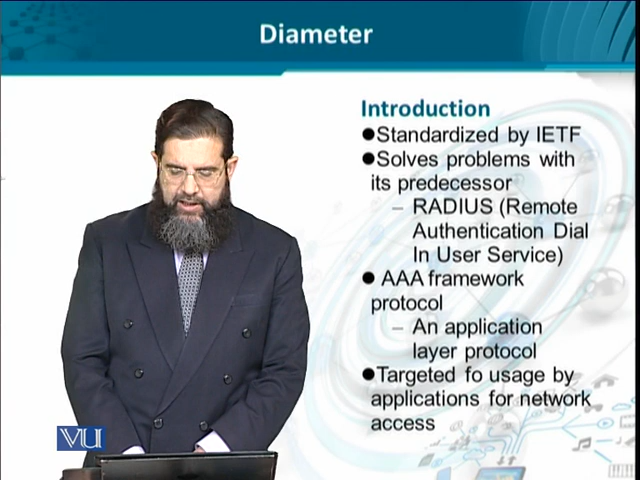 Diameter
Introduction
●Standardized by IETF
●Solves problems with
its predecessor
– RADIUS (Remote
Authentication Dial
In User Service)
● AAA framework
protocol
– An application
layer protocol
●Targeted fo usage by
applications for network
access
VU